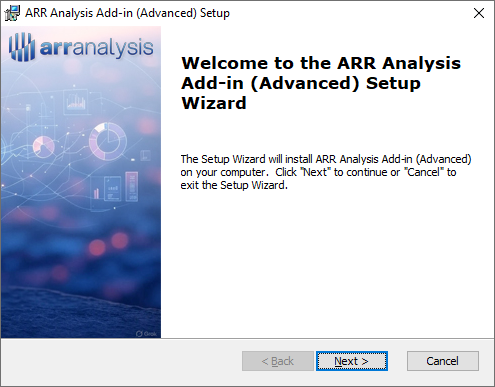 ARR Analysis Add-in (Advanced) Setup
arranalysis
Welcome to the ARR Analysis
Add-in (Advanced) Setup
Wizard
The Setup Wizard will install ARR Analysis Add-in (Advanced)
on your computer. Click "Next" to continue or "Cancel" to
exit the Setup Wizard.
< Back
Next >
Cancel